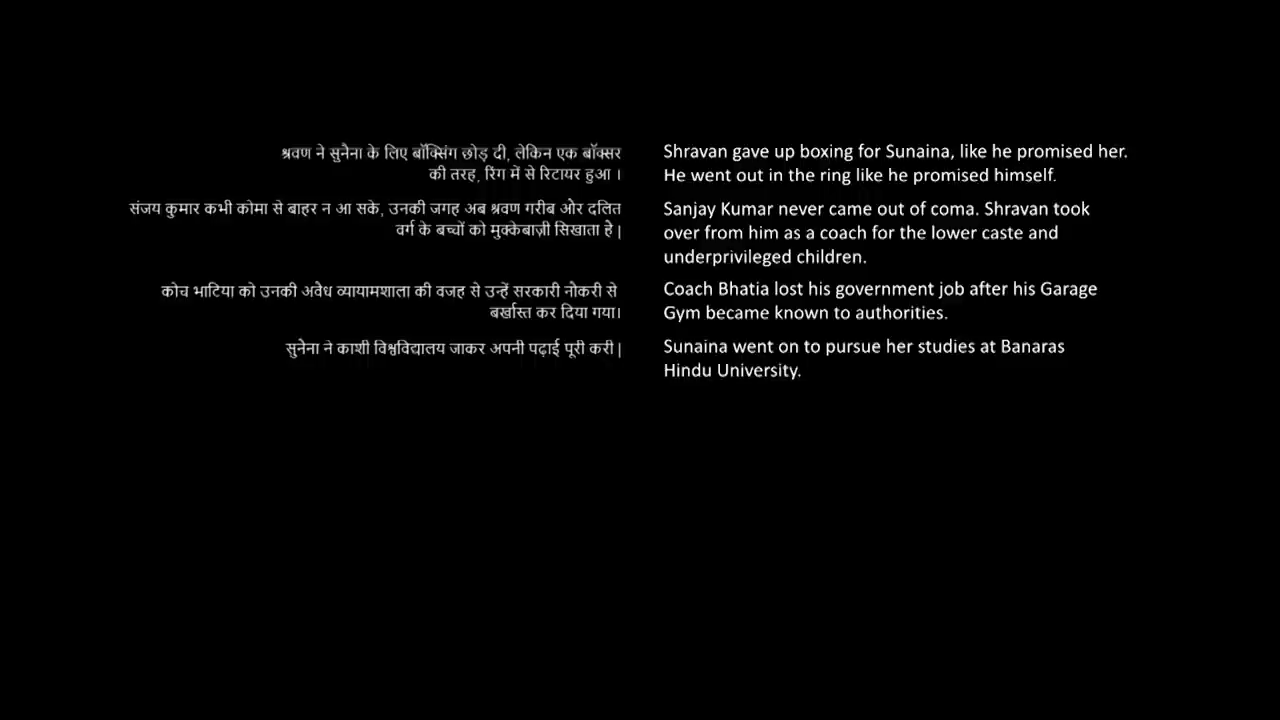 श्रवण ने सुनैना के लिए बॉक्सिंग छोड़ दी, लेकिन एक बॉक्सर
की तरह, रिंग में से रिटायर हुआ ।
संजय कुमार कभी कोमा से बाहर न आ सके, उनकी जगह अब श्रवण गरीब और दलित
वर्ग के बच्चों को मुक्केबाज़ी सिखाता हे |
कोच भाटिया को उनकी अवैध व्यायामशाला की वजह से उन्हें सरकारी नौकरी से
बर्खास्त कर दिया गया।
सुनैना ने काशी विश्वविद्यालय जाकर अपनी पढ़ाई पूरी करी |
Shravan gave up boxing for Sunaina, like he promised her.
He went out in the ring like he promised himself.
Sanjay Kumar never came out of coma. Shravan took
over from him as a coach for the lower caste and
underprivileged children.
Coach Bhatia lost his government job after his Garage
Gym became known to authorities.
Sunaina went on to pursue her studies at Banaras
Hindu University.